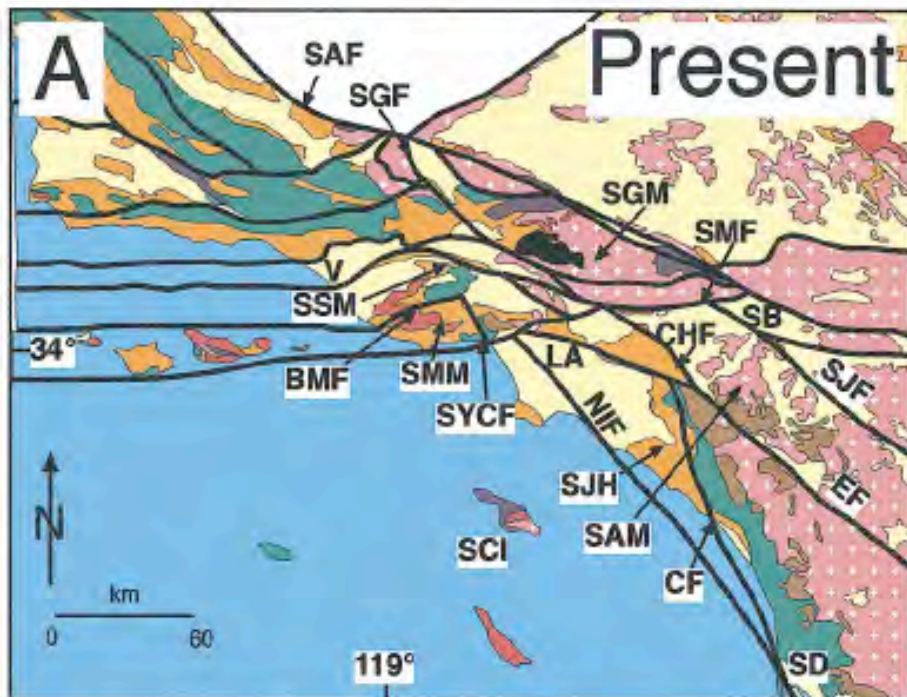 A
Present
SAF
SGF
SGM
SMF
V
SSM
SB
34°
CHF
BMF
SMM
LA
SJF
SYCF
NIF
SJH
EF
SAM
SCI
N
CF
km
0 60
119°
SD